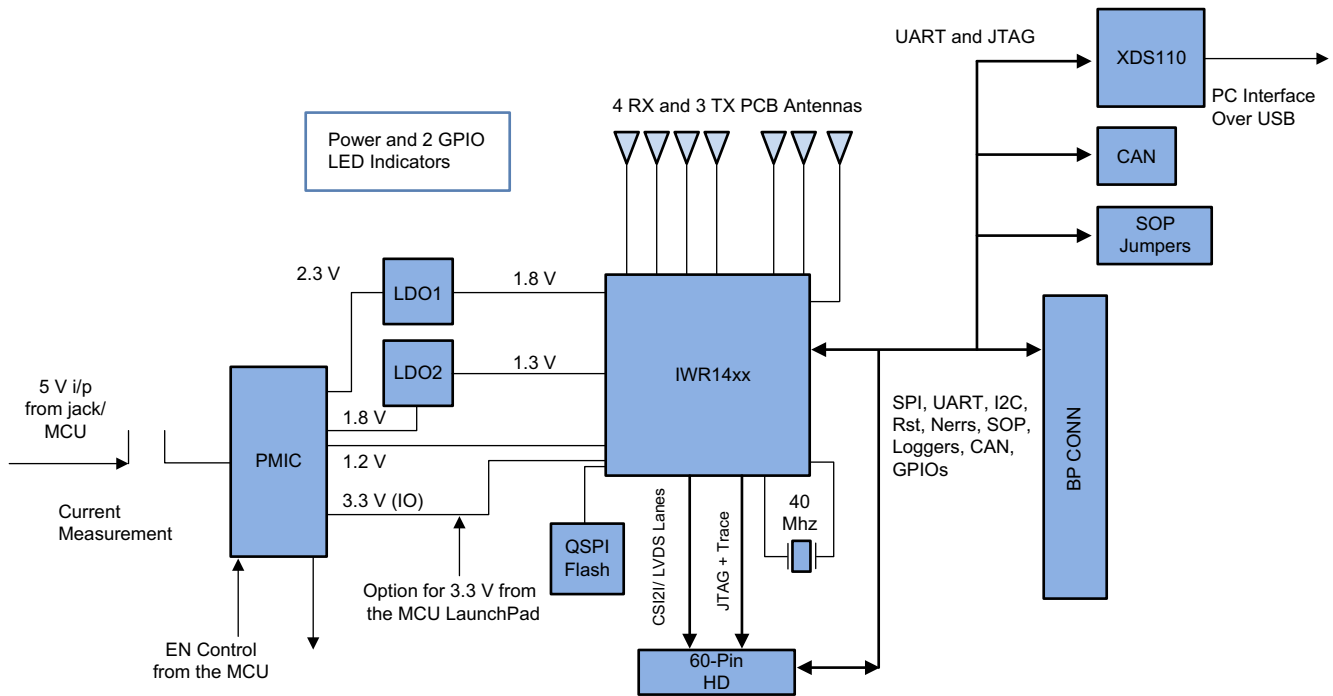 UART and JTAG
XDS110
PC Interface
Over USB
4 RX and 3 TX PCB Antennas
Power and 2 GPIO
LED Indicators
CAN
SOP
Jumpers
2.3 V
LDO1
1.8 V
LDO2
1.3 V
IWR14xx
5 V i/p
from jack/
MCU
1.8 V
PMIC
1.2 V
3.3 V (IO)
Current
Measurement
SPI, UART, I2C,
Rst, Nerrs, SOP,
Loggers, CAN,
GPIOs
BP CONN
QSPI
Flash
CSI2I/ LVDS Lanes
JTAG + Trace
40
Mhz
Option for 3.3 V from
the MCU LaunchPad
EN Control
from the MCU
60-Pin
HD